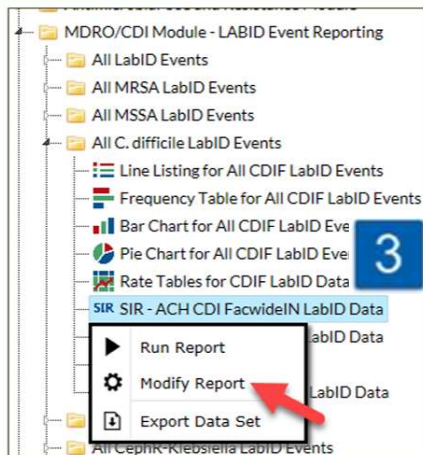 MDRO/CDI Module - LABID Event Reporting
All LabID Events
All MRSA LabID Events
All MSSA LabID Events
All C. difficile LabID Events
Line Listing for All CDIF LabID Events
Frequency Table for All CDIF LabID Events
Bar Chart for All CDIF LabID Eve
Pie Chart for All CDIF LabID Eve
3
Rate Tables for CDIF LabID Data
SIR SIR - ACH CDI FacwideIN LabID Data
Run Report
LabID Data
Modify Report
LabID Data
Export Data Set
All CephR-Klebsiella LabID Events